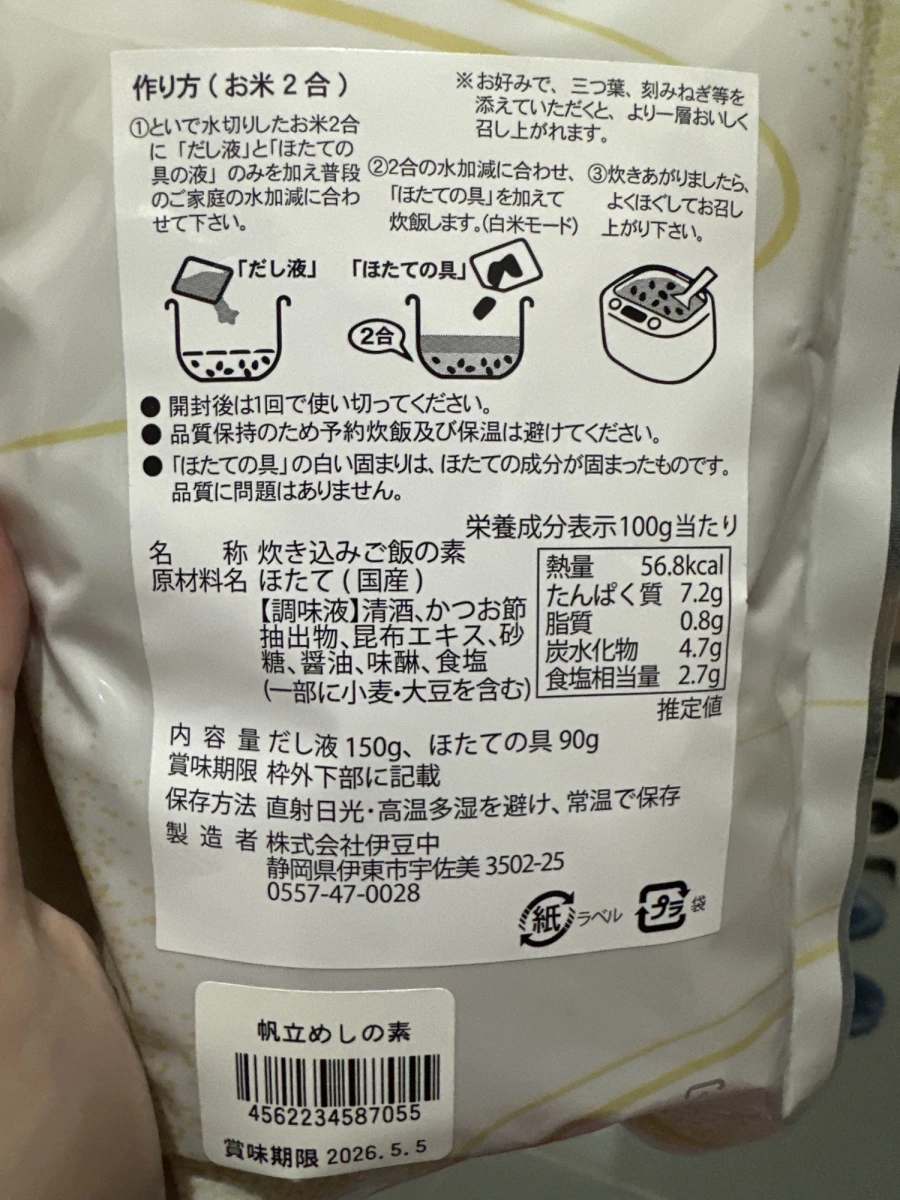 作り方(お米2合)
※お好みで、三つ葉、刻みねぎ等を
添えていただくと、より一層おいしく
召し上がれます。
①といで水切りしたお米2合
に「だし液」と「ほたての
具の液」のみを加え普段
のご家庭の水加減に合わ
せて下さい。
②2合の水加減に合わせ、
「ほたての具」を加えて
炊飯します。(白米モード)
③炊きあがりましたら、
よくほぐしてお召し
上がり下さい。
「だし液」
「ほたての具」
2合
●開封後は1回で使い切ってください。
●品質保持のため予約炊飯及び保温は避けてください。
●「ほたての具」の白い固まりは、ほたての成分が固まったものです。
品質に問題はありません。
名 称 炊き込みご飯の素
原材料名 ほたて(国産)
【調味液】清酒、かつお節
抽出物、昆布エキス、砂
糖、醤油、味醂、食塩
(一部に小麦・大豆を含む)
栄養成分表示100g当たり
熱量 56.8kcal
たんぱく質 7.2g
脂質 0.8g
炭水化物 4.7g
食塩相当量 2.7g
推定値
内容量 だし液150g、ほたての具90g
賞味期限 枠外下部に記載
保存方法 直射日光・高温多湿を避け、常温で保存
製造者 株式会社伊豆中
静岡県伊東市宇佐美3502-25
0557-47-0028
紙 ラベル
プラ 袋
帆立めしの素
4562234587055
賞味期限 2026.5.5